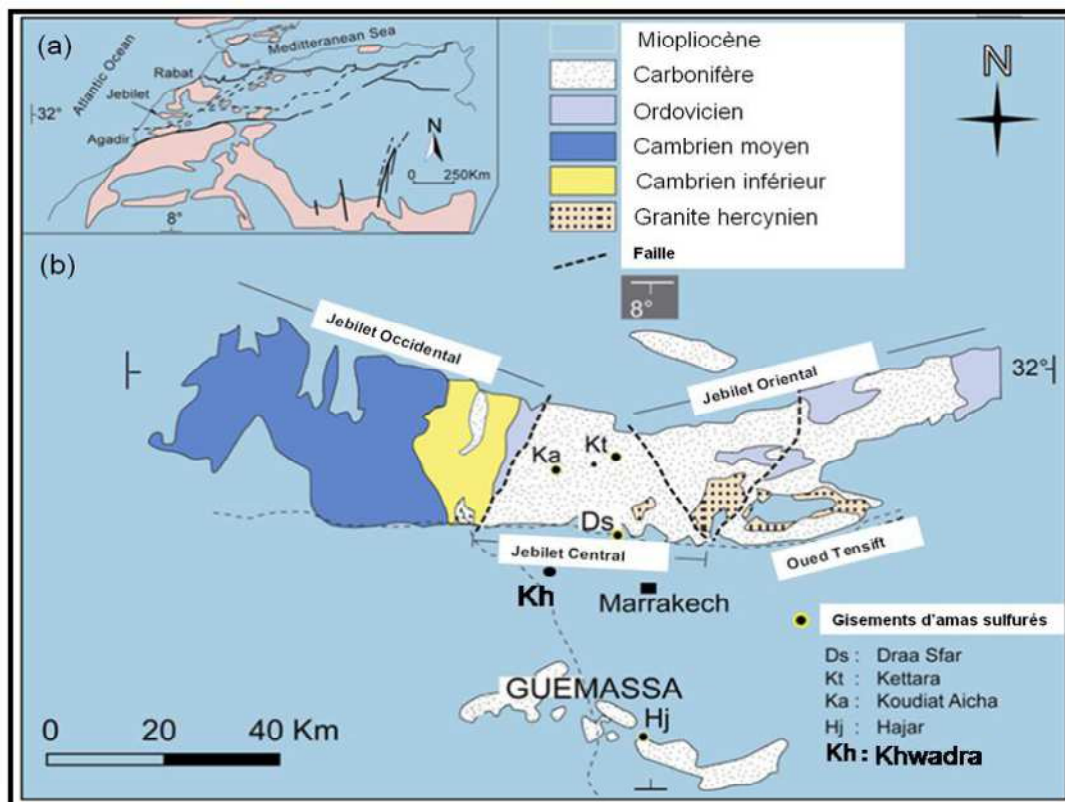 (a)
Meditteranean Sea
Atlantic Ocean
Rabat
Jebilet
32°
Agadir
N
0 250Km
8°
Miopliocène
Carbonifère
Ordovicien
Cambrien moyen
Cambrien inférieur
Granite hercynien
Faille
N
(b)
8°
Jebilet Occidental
Jebilet Oriental
32°
Ka
Kt
Ds
Jebilet Central
Oued Tensift
Kh
Marrakech
Gisements d'amas sulfurés
GUEMASSA
Hj
Ds : Draa Sfar
Kt : Kettara
Ka : Koudiat Aicha
Hj : Hajar
Kh : Khwadra
0 20 40 Km